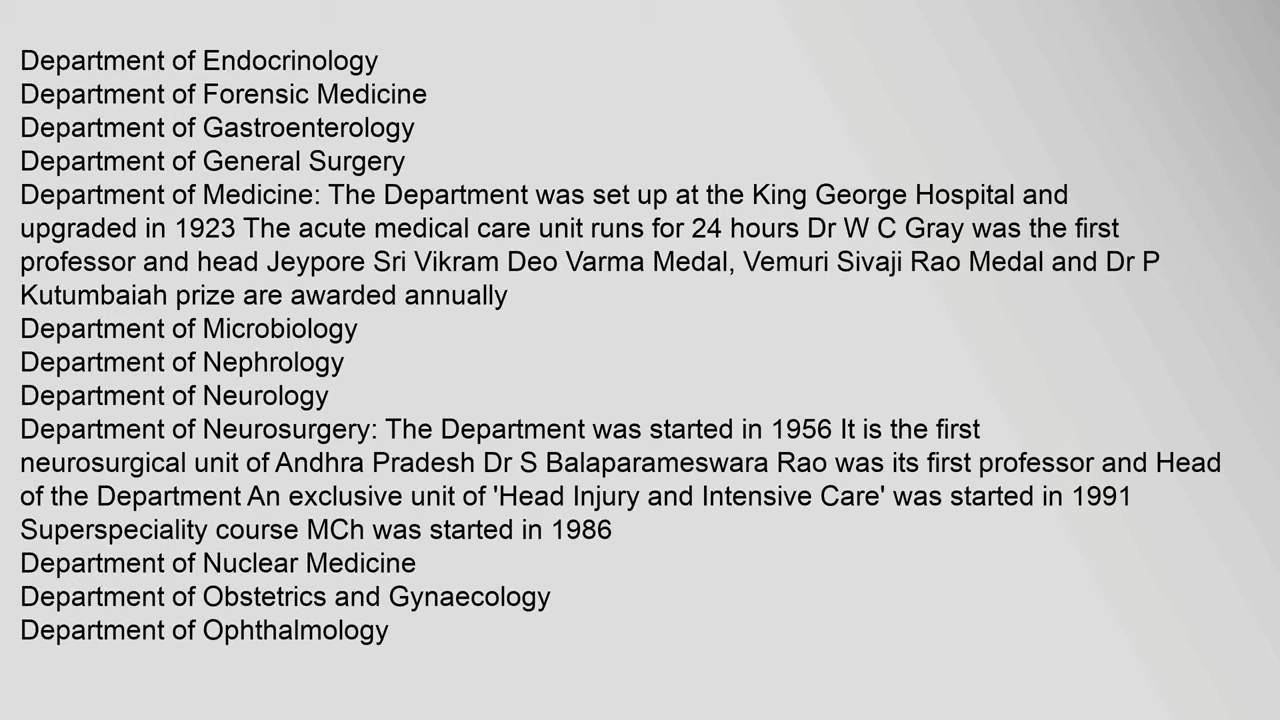 Department of Endocrinology
Department of Forensic Medicine
Department of Gastroenterology
Department of General Surgery
Department of Medicine: The Department was set up at the King George Hospital and
upgraded in 1923 The acute medical care unit runs for 24 hours Dr W C Gray was the first
professor and head Jeypore Sri Vikram Deo Varma Medal, Vemuri Sivaji Rao Medal and Dr P
Kutumbaiah prize are awarded annually
Department of Microbiology
Department of Nephrology
Department of Neurology
Department of Neurosurgery: The Department was started in 1956 It is the first
neurosurgical unit of Andhra Pradesh Dr S Balaparameswara Rao was its first professor and Head
of the Department An exclusive unit of 'Head Injury and Intensive Care' was started in 1991
Superspeciality course MCh was started in 1986
Department of Nuclear Medicine
Department of Obstetrics and Gynaecology
Department of Ophthalmology